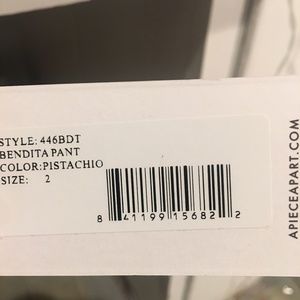 STYLE: 446BDT
BENDITA PANT
COLOR:PISTACHIO
SIZE: 2
8 41199 15682 2
APIECEAPART.COM